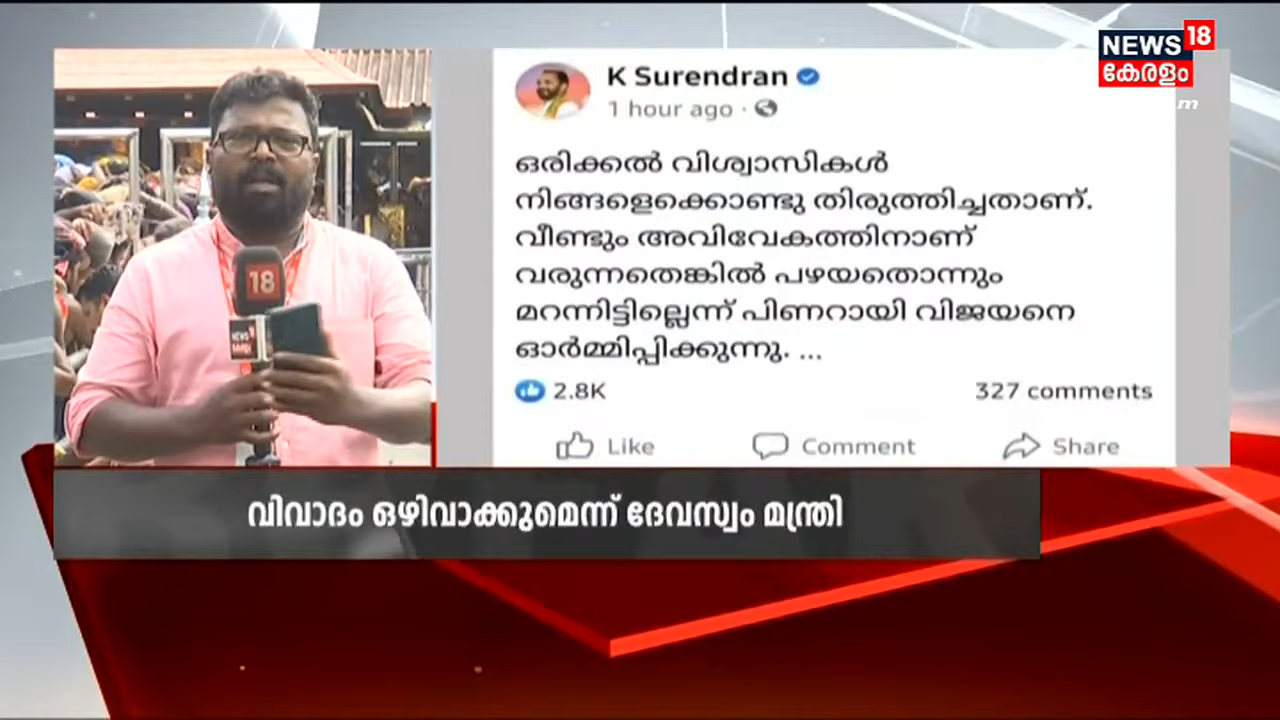 NEWS 18
കേരളം
m
K Surendran
1 hour ago ·
ഒരിക്കൽ വിശ്വാസികൾ
നിങ്ങളെക്കൊണ്ടു തിരുത്തിച്ചതാണ്.
വീണ്ടും അവിവേകത്തിനാണ്
വരുന്നതെങ്കിൽ പഴയതൊന്നും
മറന്നിട്ടില്ലെന്ന് പിണറായി വിജയനെ
ഓർമ്മിപ്പിക്കുന്നു. ...
2.8K 327 comments
Like Comment Share
18
NEWS
വിവാദം ഒഴിവാക്കുമെന്ന് ദേവസ്വം മന്ത്രി